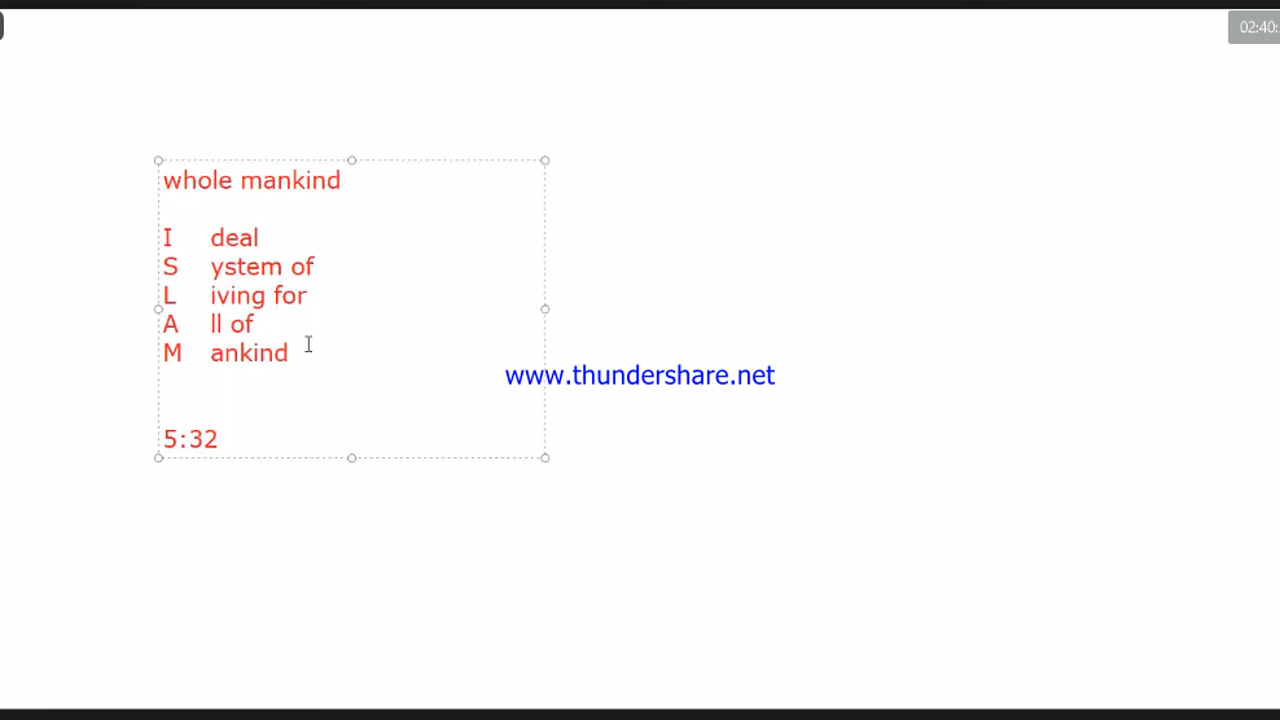 02:40:
whole mankind
I deal
S ystem of
L iving for
A ll of
M ankind
www.thundershare.net
5:32